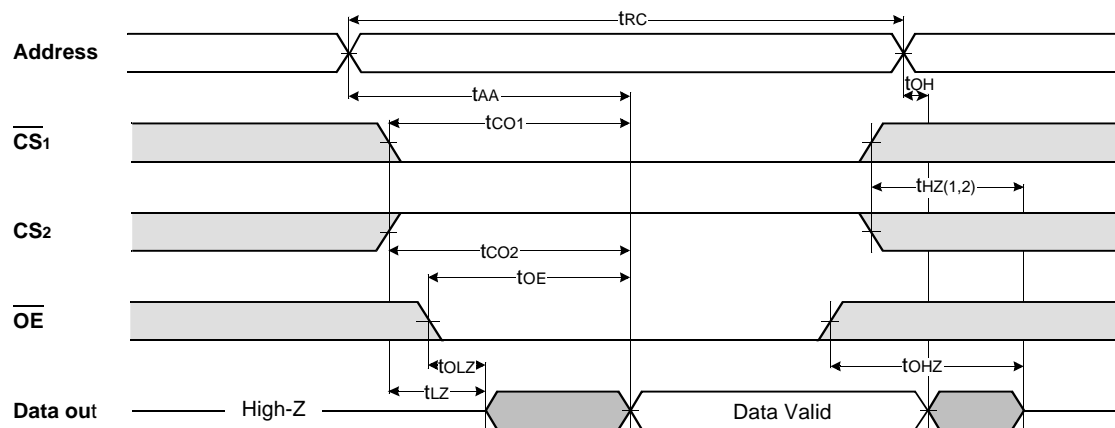 tRC
Address
tOH
tAA
tCO1
CS1
tHZ(1,2)
CS2
tCO2
tOE
OE
tOLZ
tOHZ
tLZ
Data out
High-Z
Data Valid